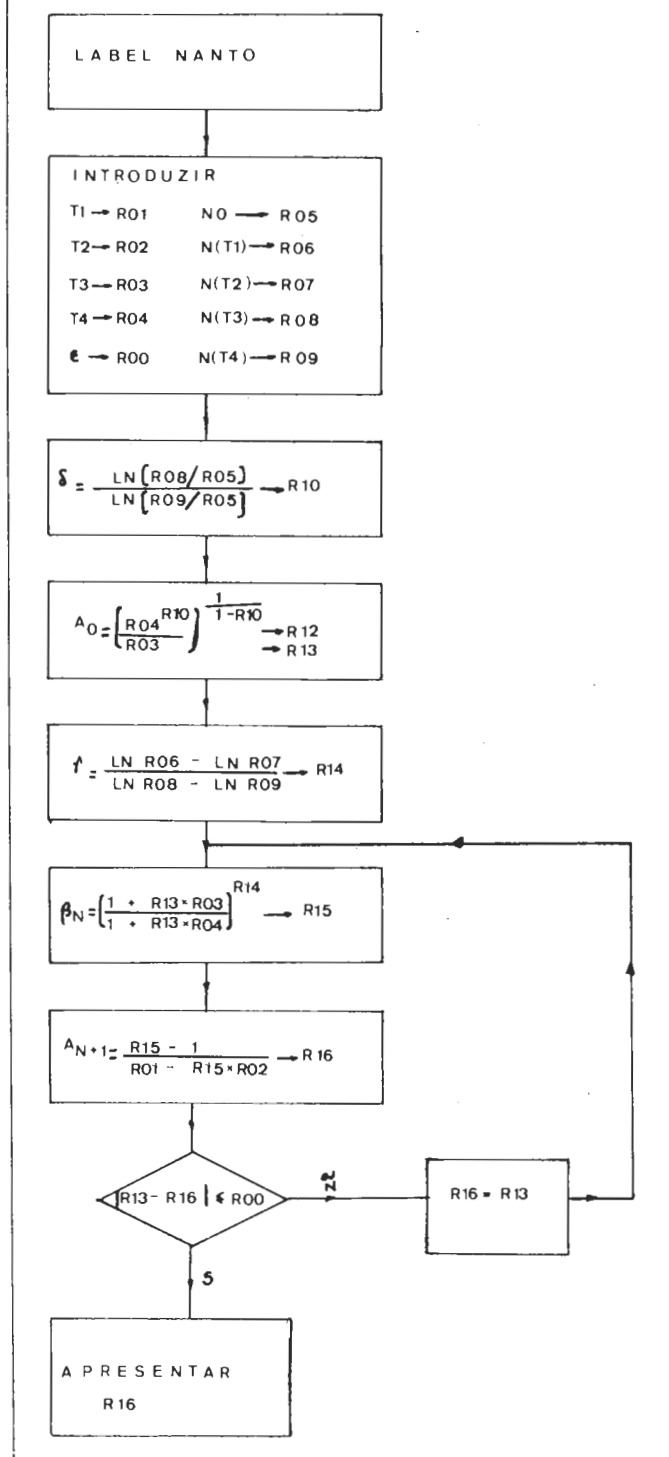 LABEL NANTO
INTRODUZIR
T1 → R01 N0 → R05
T2 → R02 N(T1) → R06
T3 → R03 N(T2) → R07
T4 → R04 N(T3) → R08
ε → R00 N(T4) → R09
δ = LN [R08/R05] / LN [R09/R05] → R10
A0 = (R04^R10 / R03)^(1 / 1-R10) → R12
→ R13
= LN R06 - LN R07 / LN R08 - LN R09 → R14
βN = [1 + R13×R03 / 1 + R13×R04]^R14 → R15
AN+1 = R15 - 1 / R01 - R15×R02 → R16
|R13 - R16| ≤ R00
R16 = R13
S
APRESENTAR
R16